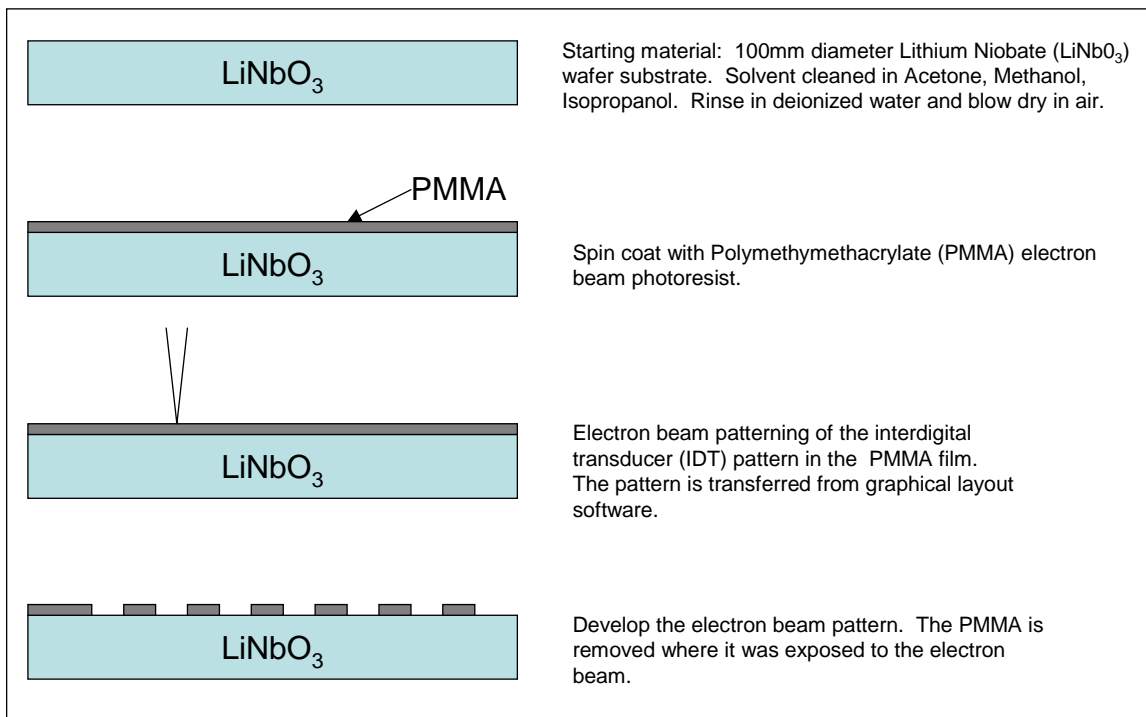 LiNbO₃
Starting material: 100mm diameter Lithium Niobate (LiNb0₃)
wafer substrate. Solvent cleaned in Acetone, Methanol,
Isopropanol. Rinse in deionized water and blow dry in air.
PMMA
LiNbO₃
Spin coat with Polymethymethacrylate (PMMA) electron
beam photoresist.
LiNbO₃
Electron beam patterning of the interdigital
transducer (IDT) pattern in the PMMA film.
The pattern is transferred from graphical layout
software.
LiNbO₃
Develop the electron beam pattern. The PMMA is
removed where it was exposed to the electron
beam.